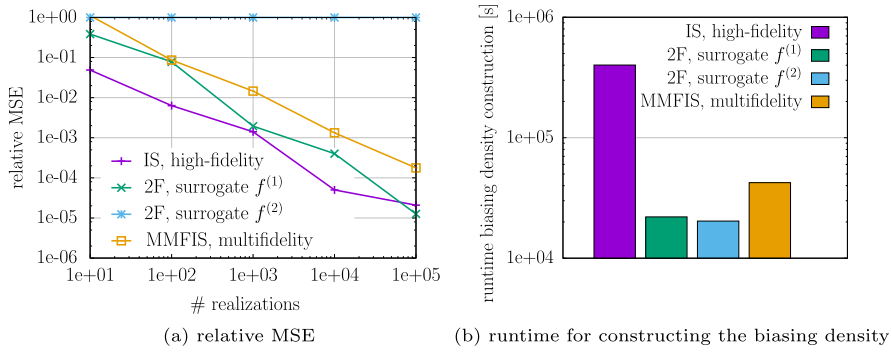 1e+00
1e-01
1e-02
1e-03
1e-04
1e-05
1e-06
relative MSE
IS, high-fidelity
2F, surrogate f(1)
2F, surrogate f(2)
MMFIS, multifidelity
1e+01
1e+02
1e+03
1e+04
1e+05
# realizations
(a) relative MSE
1e+06
1e+05
1e+04
runtime biasing density construction [s]
IS, high-fidelity
2F, surrogate f(1)
2F, surrogate f(2)
MMFIS, multifidelity
(b) runtime for constructing the biasing density